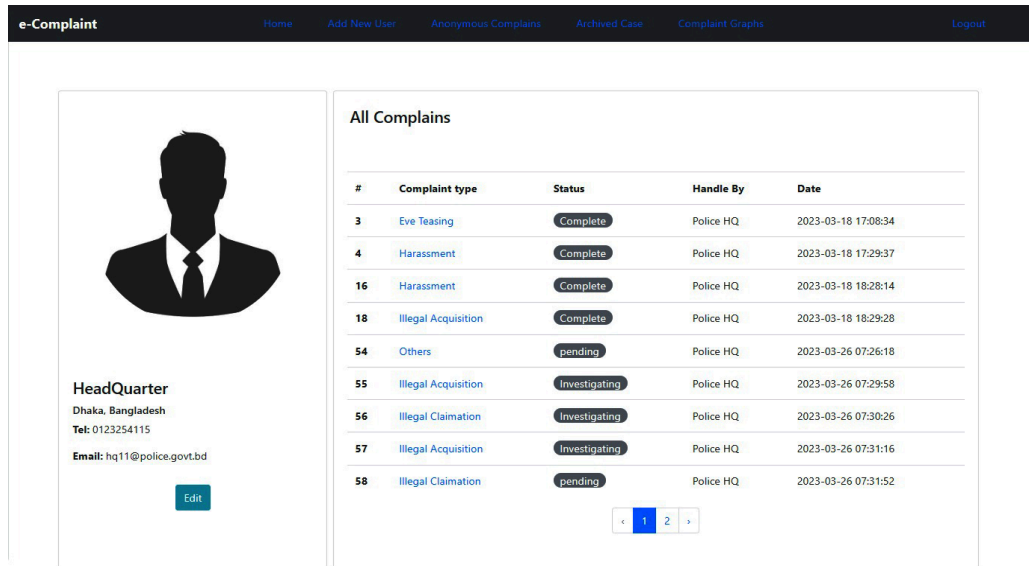 e-Complaint Home Add New User Anonymous Complains Archived Case Complaint Graphs Logout
HeadQuarter
Dhaka, Bangladesh
Tel: 0123254115
Email: hq11@police.govt.bd
Edit
All Complains
# Complaint type Status Handle By Date
3 Eve Teasing Complete Police HQ 2023-03-18 17:08:34
4 Harassment Complete Police HQ 2023-03-18 17:29:37
16 Harassment Complete Police HQ 2023-03-18 18:28:14
18 Illegal Acquisition Complete Police HQ 2023-03-18 18:29:28
54 Others pending Police HQ 2023-03-26 07:26:18
55 Illegal Acquisition Investigating Police HQ 2023-03-26 07:29:58
56 Illegal Claimation Investigating Police HQ 2023-03-26 07:30:26
57 Illegal Acquisition Investigating Police HQ 2023-03-26 07:31:16
58 Illegal Claimation pending Police HQ 2023-03-26 07:31:52
‹ 1 2 ›